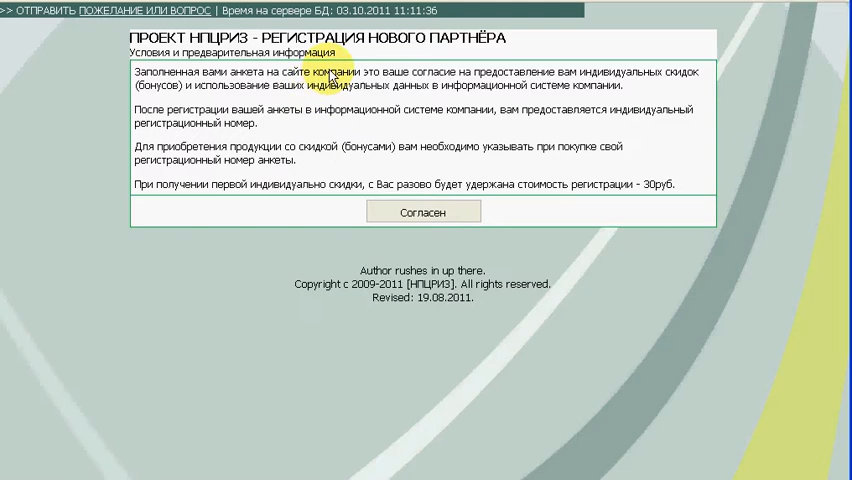 >> ОТПРАВИТЬ ПОЖЕЛАНИЕ ИЛИ ВОПРОС | Время на сервере БД: 03.10.2011 11:11:36
ПРОЕКТ НПЦРИЗ - РЕГИСТРАЦИЯ НОВОГО ПАРТНЁРА
Условия и предварительная информация
Заполненная вами анкета на сайте компании это ваше согласие на предоставление вам индивидуальных скидок
(бонусов) и использование ваших индивидуальных данных в информационной системе компании.
После регистрации вашей анкеты в информационной системе компании, вам предоставляется индивидуальный
регистрационный номер.
Для приобретения продукции со скидкой (бонусами) вам необходимо указывать при покупке свой
регистрационный номер анкеты.
При получении первой индивидуально скидки, с Вас разово будет удержана стоимость регистрации - 30руб.
Согласен
Author rushes in up there.
Copyright c 2009-2011 [НПЦРИЗ]. All rights reserved.
Revised: 19.08.2011.